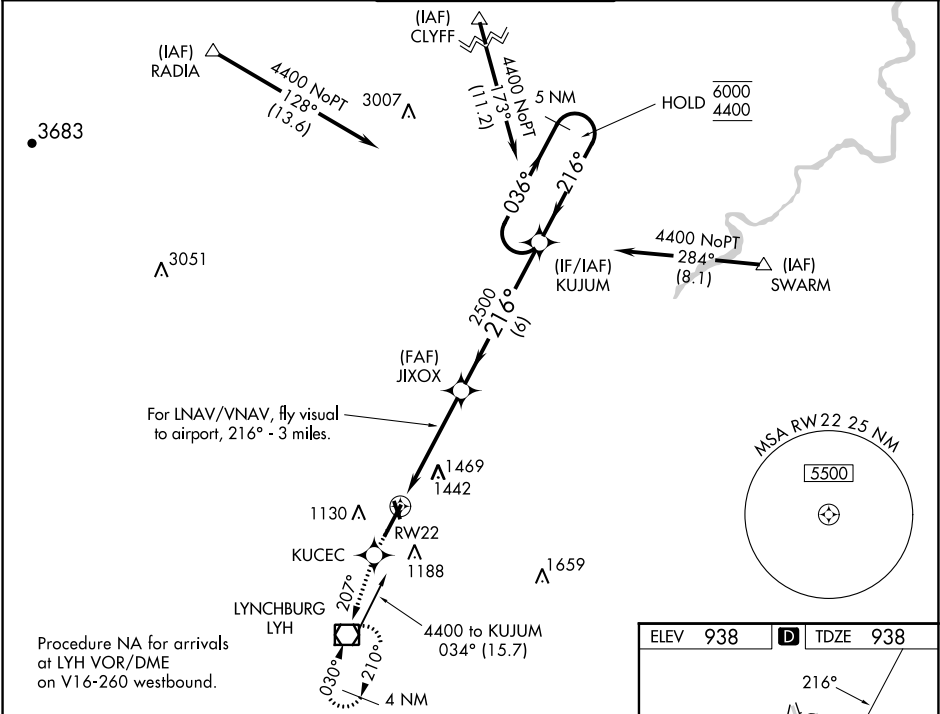 (IAF)
CLYFF
(IAF)
RADIA
4400 NoPT
128°
(13.6)
4400 NoPT
173°
(11.2)
3007
5 NM
HOLD
6000
4400
3683
036°
216°
3051
(IF/IAF)
KUJUM
4400 NoPT
284°
(8.1)
(IAF)
SWARM
2500
216°
(6)
(FAF)
JIXOX
For LNAV/VNAV, fly visual
to airport, 216° - 3 miles.
MSA RW22 25 NM
5500
1469
1442
1130
RW22
KUCEC
1188
1659
207°
LYNCHBURG
LYH
4400 to KUJUM
034° (15.7)
030°
210°
4 NM
Procedure NA for arrivals
at LYH VOR/DME
on V16-260 westbound.
ELEV 938 D TDZE 938
216°